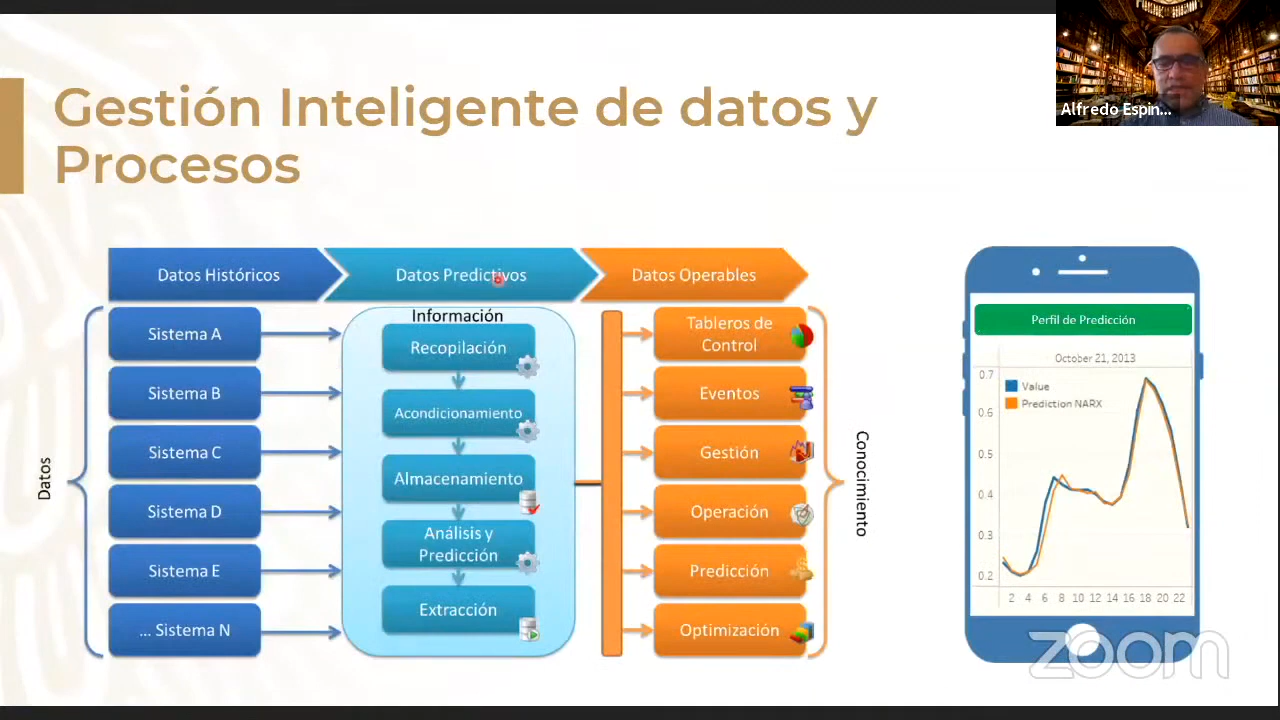 Alfredo Espin...
Gestión Inteligente de datos y
Procesos
Datos Históricos
Datos Predictivos
Datos Operables
Datos
Sistema A
Sistema B
Sistema C
Sistema D
Sistema E
... Sistema N
Información
Recopilación
Acondicionamiento
Almacenamiento
Análisis y
Predicción
Extracción
Tableros de
Control
Eventos
Gestión
Operación
Predicción
Optimización
Conocimiento
Perfil de Predicción
October 21, 2013
Value
Prediction NARX
0.7
0.6
0.5
0.4
0.3
0.2
2 4 6 8 10 12 14 16 18 20 22
zoom